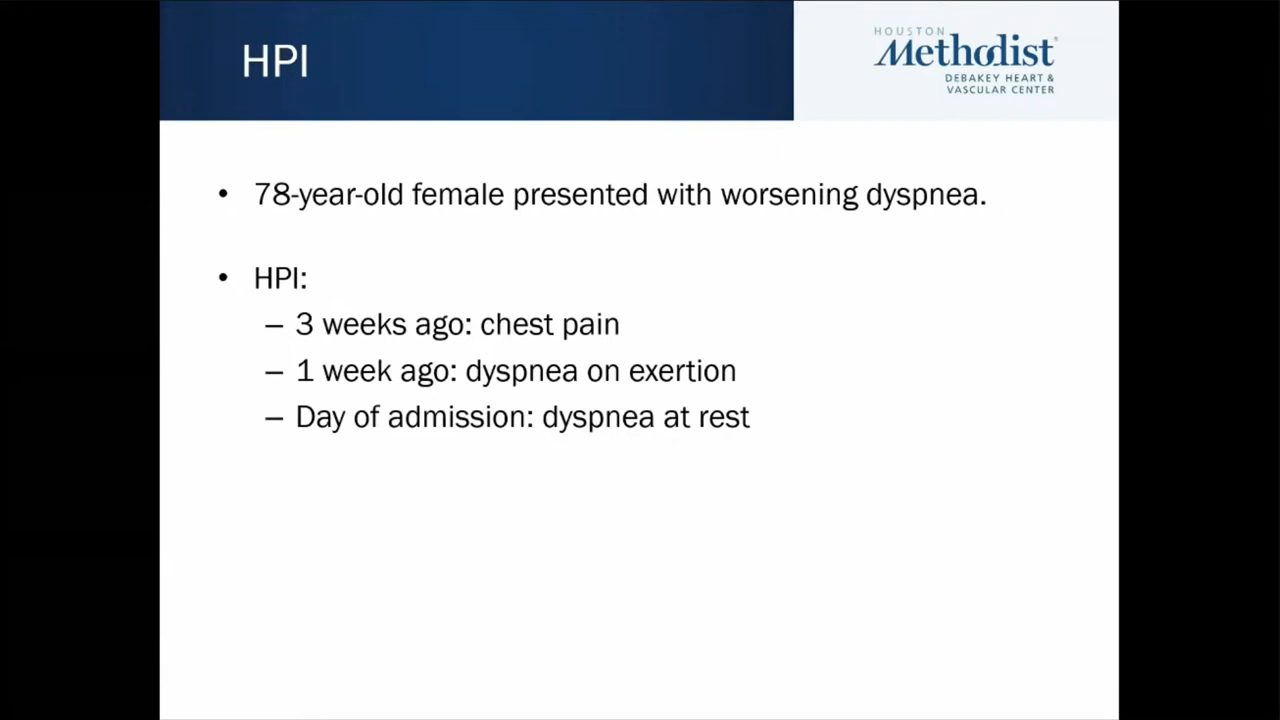 HPI
HOUSTON
Methodist®
DEBAKEY HEART &
VASCULAR CENTER
• 78-year-old female presented with worsening dyspnea.
• HPI:
– 3 weeks ago: chest pain
– 1 week ago: dyspnea on exertion
– Day of admission: dyspnea at rest